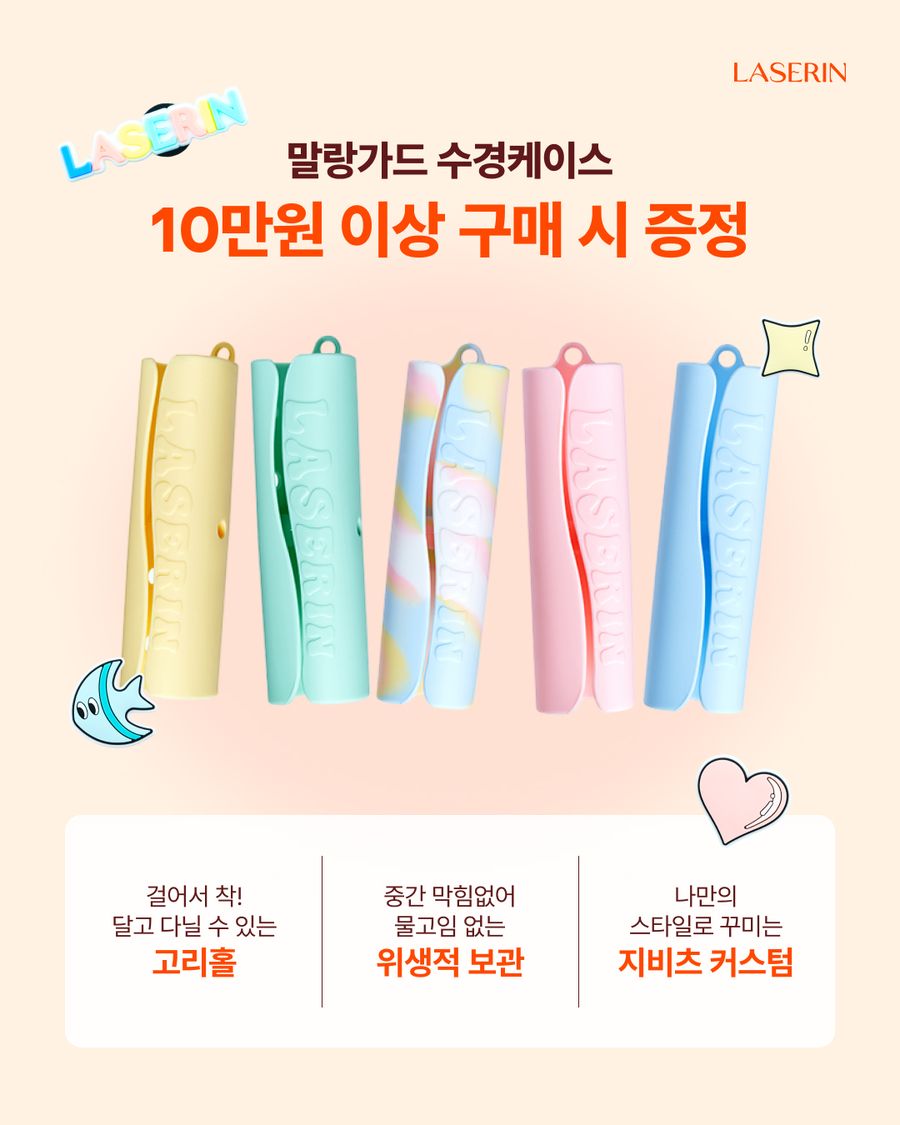 LASERIN
LASERIN
말랑가드 수경케이스
10만원 이상 구매 시 증정
LASERIN
LASERIN
LASERIN
LASERIN
LASERIN
걸어서 착!
달고 다닐 수 있는
고리홀
중간 막힘없어
물고임 없는
위생적 보관
나만의
스타일로 꾸미는
지비츠 커스텀